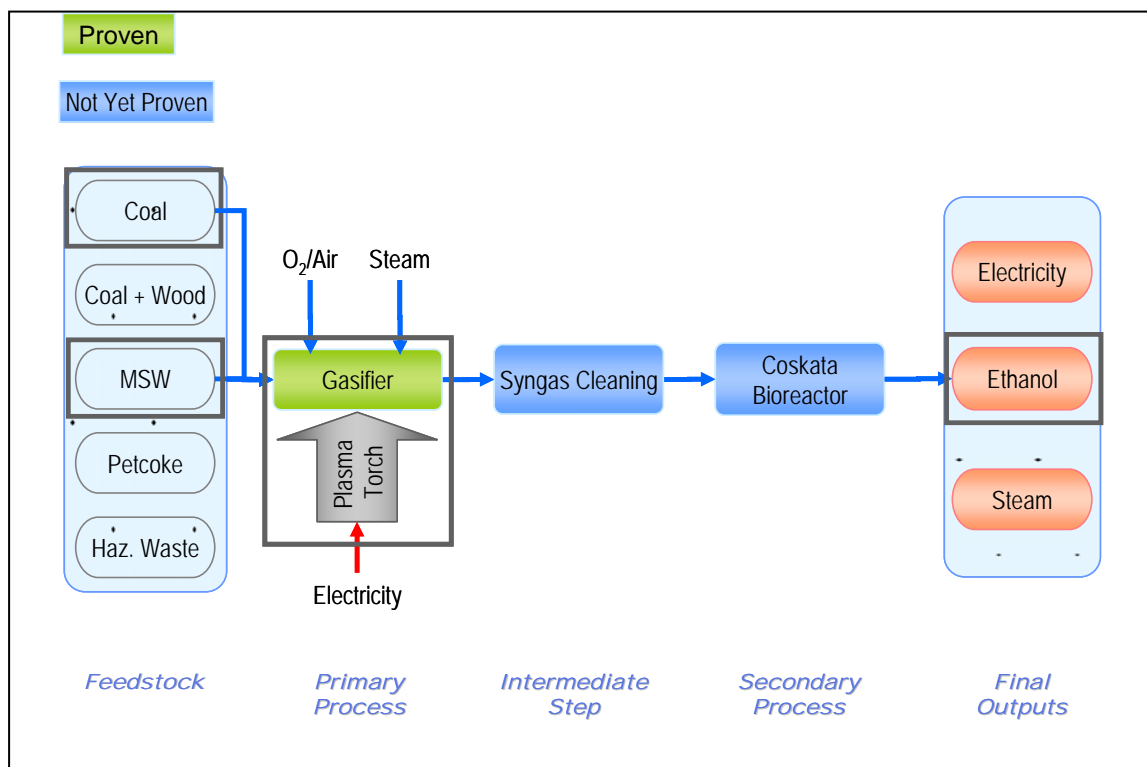 Proven
Not Yet Proven
Coal
Coal + Wood
MSW
Petcoke
Haz. Waste
O₂/Air
Steam
Gasifier
Plasma
Torch
Electricity
Syngas Cleaning
Coskata
Bioreactor
Electricity
Ethanol
Steam
Feedstock
Primary
Process
Intermediate
Step
Secondary
Process
Final
Outputs